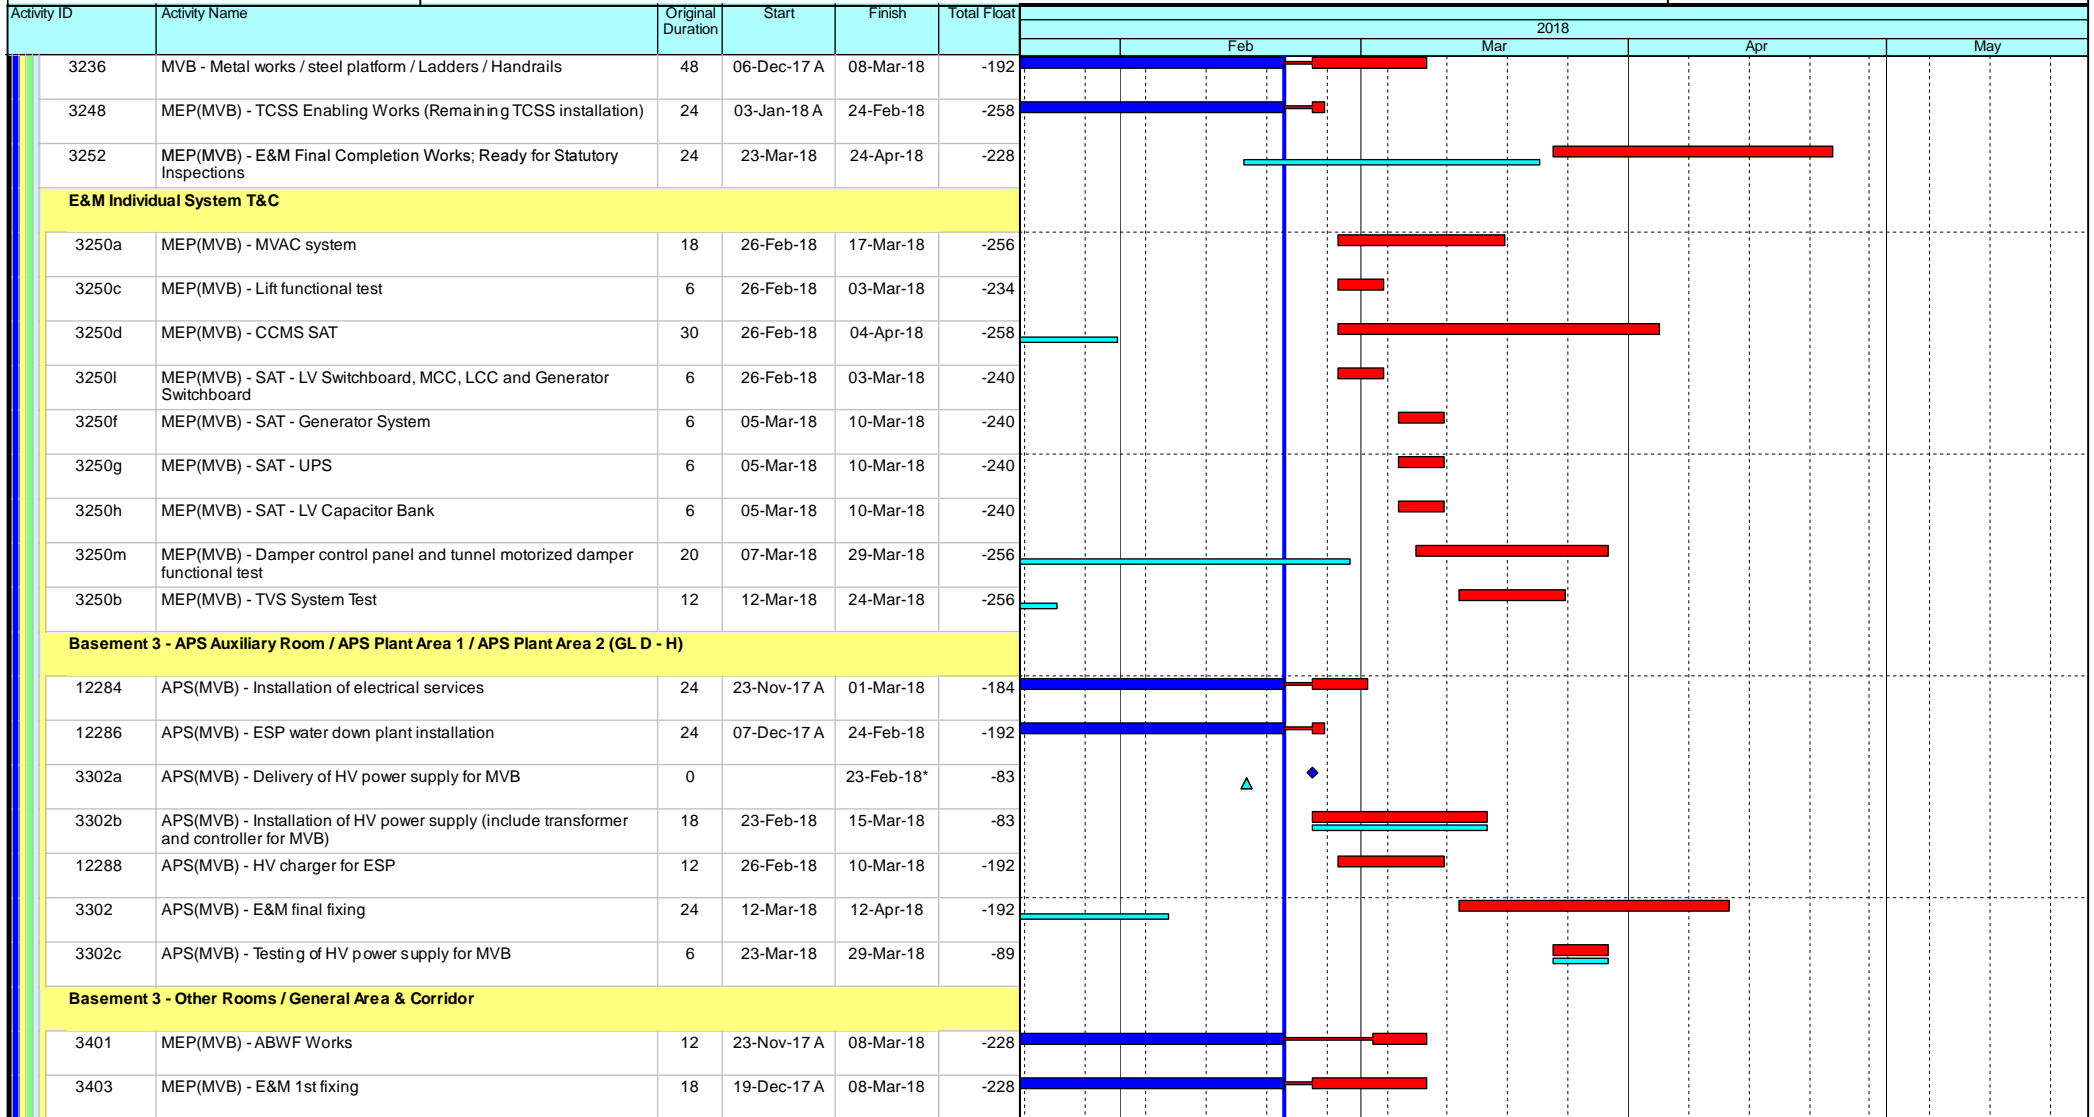 Activity ID Activity Name Original Start Finish Total Float
Duration 2018
Feb Mar Apr May
3236 MVB - Metal works / steel platform / Ladders / Handrails 48 06-Dec-17 A 08-Mar-18 -192
3248 MEP(MVB) - TCSS Enabling Works (Remaining TCSS installation) 24 03-Jan-18 A 24-Feb-18 -258
3252 MEP(MVB) - E&M Final Completion Works; Ready for Statutory 24 23-Mar-18 24-Apr-18 -228
Inspections
E&M Individual System T&C
3250a MEP(MVB) - MVAC system 18 26-Feb-18 17-Mar-18 -256
3250c MEP(MVB) - Lift functional test 6 26-Feb-18 03-Mar-18 -234
3250d MEP(MVB) - CCMS SAT 30 26-Feb-18 04-Apr-18 -258
3250l MEP(MVB) - SAT - LV Switchboard, MCC, LCC and Generator 6 26-Feb-18 03-Mar-18 -240
Switchboard
3250f MEP(MVB) - SAT - Generator System 6 05-Mar-18 10-Mar-18 -240
3250g MEP(MVB) - SAT - UPS 6 05-Mar-18 10-Mar-18 -240
3250h MEP(MVB) - SAT - LV Capacitor Bank 6 05-Mar-18 10-Mar-18 -240
3250m MEP(MVB) - Damper control panel and tunnel motorized damper 20 07-Mar-18 29-Mar-18 -256
functional test
3250b MEP(MVB) - TVS System Test 12 12-Mar-18 24-Mar-18 -256
Basement 3 - APS Auxiliary Room / APS Plant Area 1 / APS Plant Area 2 (GL D - H)
12284 APS(MVB) - Installation of electrical services 24 23-Nov-17 A 01-Mar-18 -184
12286 APS(MVB) - ESP water down plant installation 24 07-Dec-17 A 24-Feb-18 -192
3302a APS(MVB) - Delivery of HV power supply for MVB 0 23-Feb-18* -83
3302b APS(MVB) - Installation of HV power supply (include transformer 18 23-Feb-18 15-Mar-18 -83
and controller for MVB)
12288 APS(MVB) - HV charger for ESP 12 26-Feb-18 10-Mar-18 -192
3302 APS(MVB) - E&M final fixing 24 12-Mar-18 12-Apr-18 -192
3302c APS(MVB) - Testing of HV power supply for MVB 6 23-Mar-18 29-Mar-18 -89
Basement 3 - Other Rooms / General Area & Corridor
3401 MEP(MVB) - ABWF Works 12 23-Nov-17 A 08-Mar-18 -228
3403 MEP(MVB) - E&M 1st fixing 18 19-Dec-17 A 08-Mar-18 -228